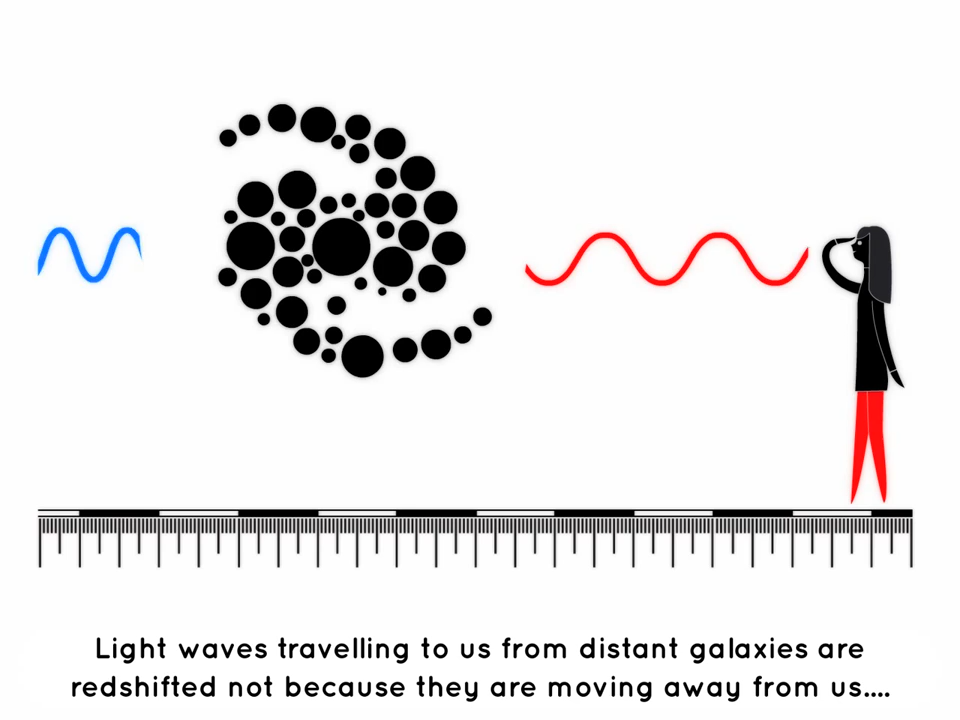 Light waves travelling to us from distant galaxies are
redshifted not because they are moving away from us....